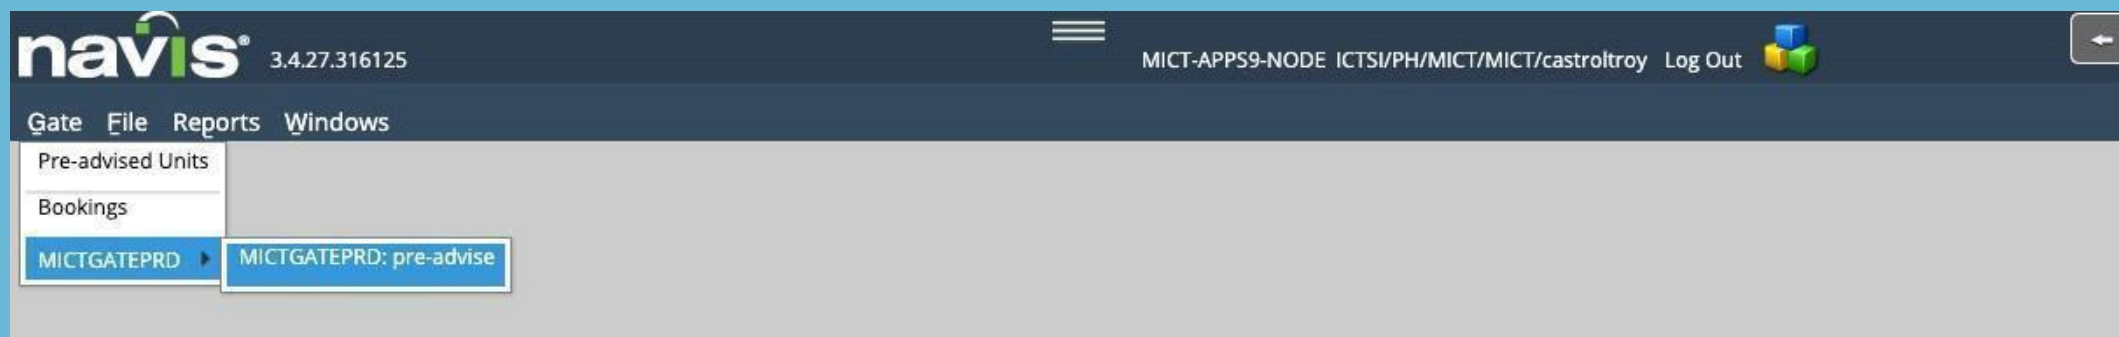 navis® 3.4.27.316125
MICT-APPS9-NODE ICTSI/PH/MICT/MICT/castroltroy Log Out
Gate File Reports Windows
Pre-advised Units
Bookings
MICTGATEPRD
MICTGATEPRD: pre-advise